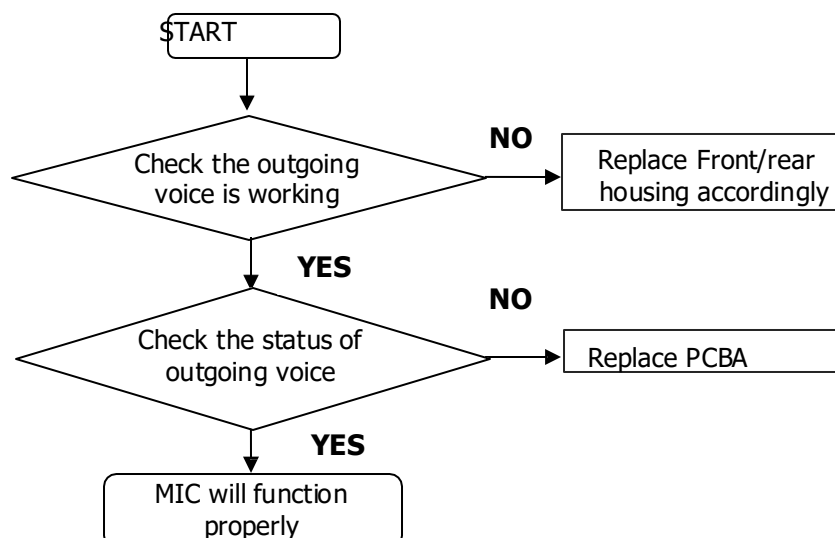 START
Check the outgoing
voice is working
NO
Replace Front/rear
housing accordingly
YES
Check the status of
outgoing voice
NO
Replace PCBA
YES
MIC will function
properly